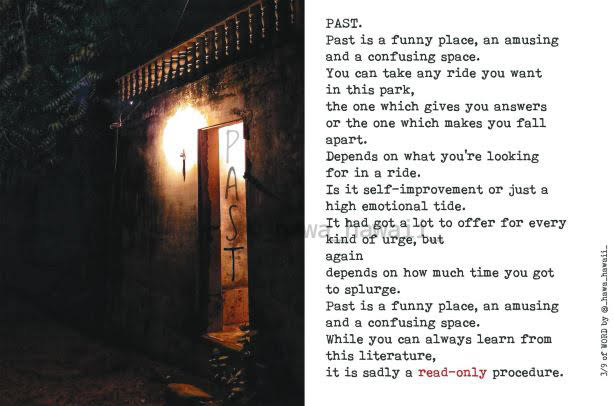 PAST
PAST.
Past is a funny place, an amusing
and a confusing space.
You can take any ride you want
in this park,
the one which gives you answers
or the one which makes you fall
apart.
Depends on what you're looking
for in a ride.
Is it self-improvement or just a
high emotional tide.
It had got a lot to offer for every
kind of urge, but
again
depends on how much time you got
to splurge.
Past is a funny place, an amusing
and a confusing space.
While you can always learn from
this literature,
it is sadly a read-only procedure.
3/9 of WORD by @_hawa_hawaii_